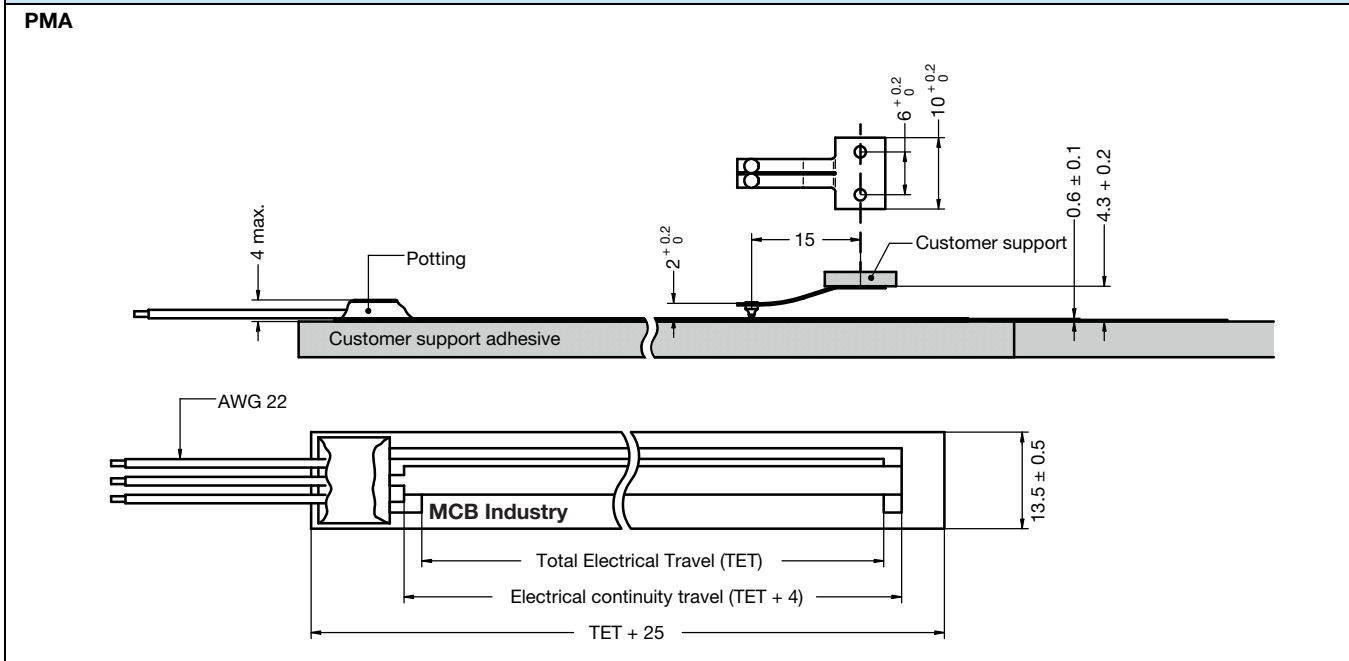 PMA
6 +0.2 0
10 +0.2 0
4 max.
Potting
2 +0.2 0
15
Customer support
0.6 ± 0.1
4.3 + 0.2
Customer support adhesive
AWG 22
MCB Industry
13.5 ± 0.5
Total Electrical Travel (TET)
Electrical continuity travel (TET + 4)
TET + 25